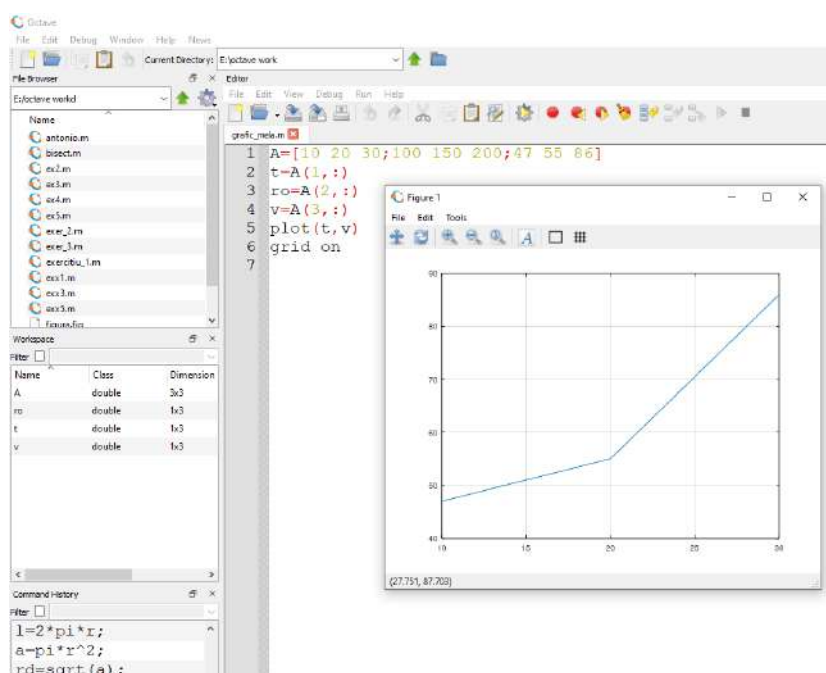 Octave
File Edit Debug Window Help News
Current Directory: E:\octave work
File Browser
E:/octave workd
Name
antonio.m
bisect.m
ex2.m
ex3.m
ex4.m
ex5.m
exer_2.m
exer_3.m
exercitiu_1.m
exx1.m
exx3.m
exx5.m
figura.fig
Workspace
Filter
Name Class Dimension
A double 3x3
ro double 1x3
t double 1x3
v double 1x3
Command History
Filter
l=2*pi*r;
a=pi*r^2;
rd=sqrt(a);
Editor
File Edit View Debug Run Help
grafic_mela.m
1 A=[10 20 30;100 150 200;47 55 86]
2 t=A(1,:)
3 ro=A(2,:)
4 v=A(3,:)
5 plot(t,v)
6 grid on
7
Figure 1
File Edit Tools
A
90
80
70
60
50
40
10 15 20 25 30
(27.751, 87.703)